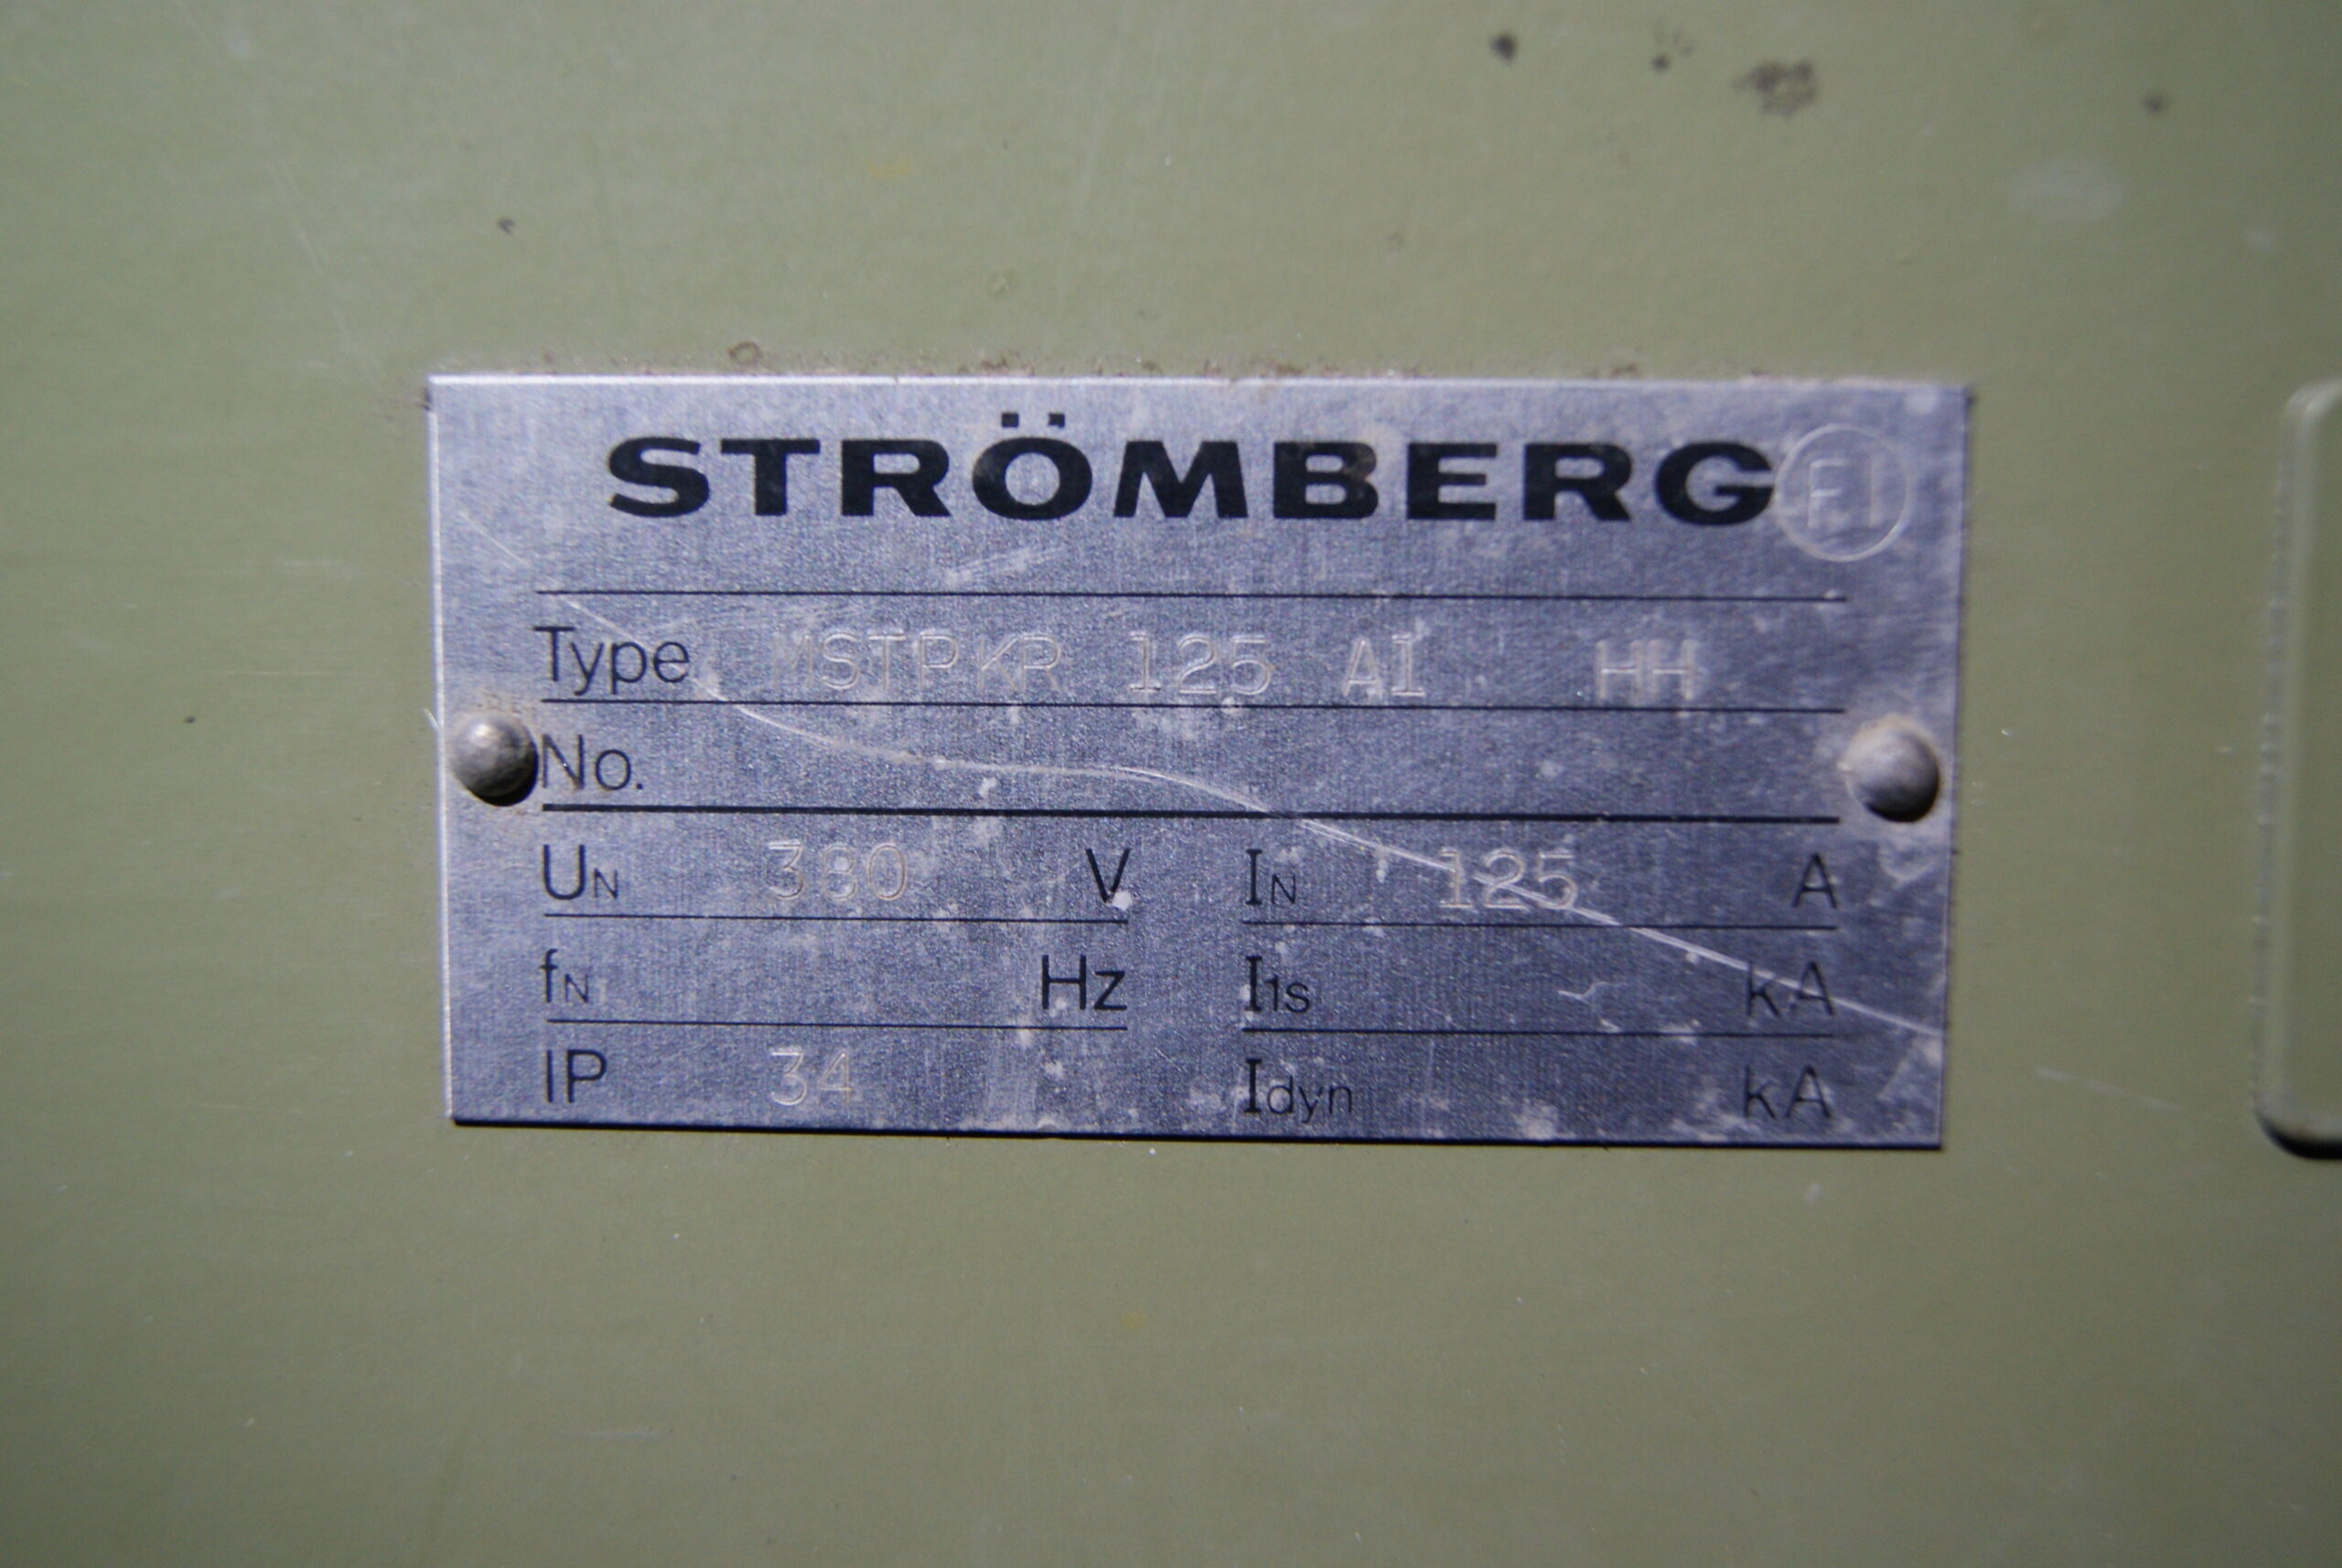 STRÖMBERG FI
Type MSTPKR 125 AI HH
No.
UN 380 V IN 125 A
fN Hz I1s kA
IP 34 Idyn kA